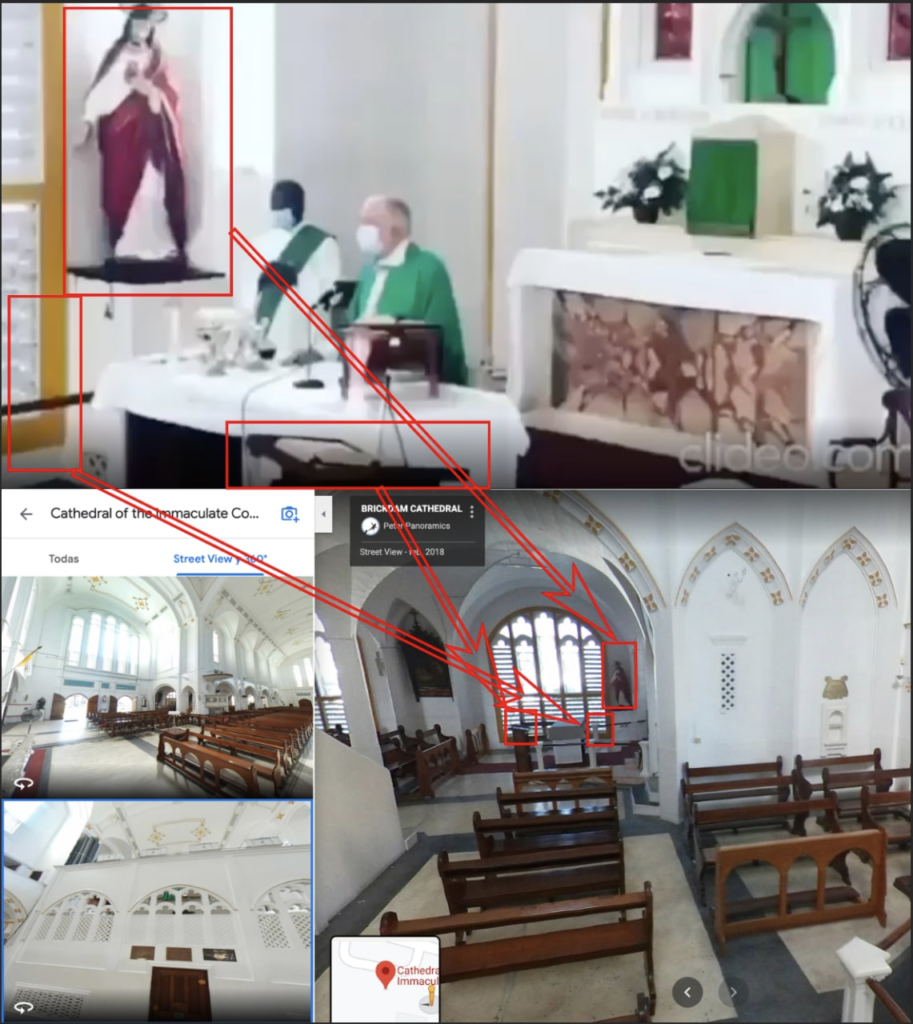 clideo.com
Cathedral of the Immaculate Co...
Todas
Street View y 360°
BRICKDAM CATHEDRAL
Peter Panoramics
Street View - feb. 2018
Cathedra
Immacul